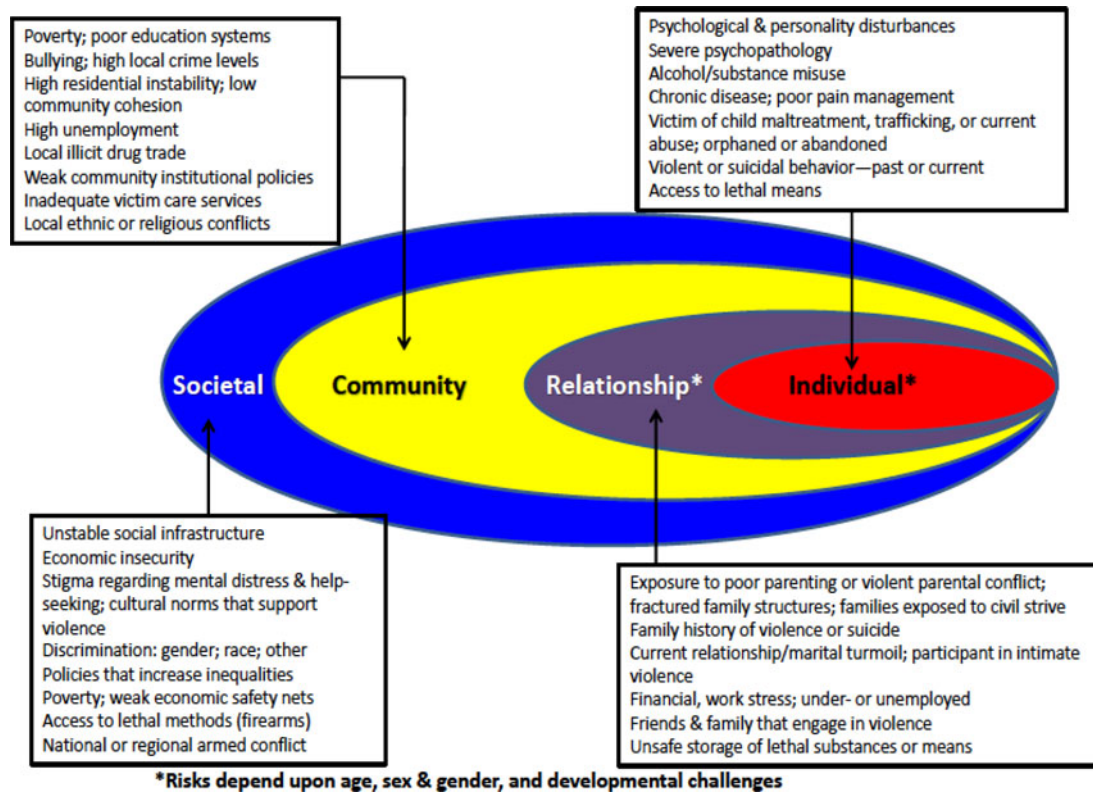 Poverty; poor education systems
Bullying; high local crime levels
High residential instability; low
community cohesion
High unemployment
Local illicit drug trade
Weak community institutional policies
Inadequate victim care services
Local ethnic or religious conflicts
Psychological & personality disturbances
Severe psychopathology
Alcohol/substance misuse
Chronic disease; poor pain management
Victim of child maltreatment, trafficking, or current
abuse; orphaned or abandoned
Violent or suicidal behavior—past or current
Access to lethal means
Societal
Community
Relationship*
Individual*
Unstable social infrastructure
Economic insecurity
Stigma regarding mental distress & help-
seeking; cultural norms that support
violence
Discrimination: gender; race; other
Policies that increase inequalities
Poverty; weak economic safety nets
Access to lethal methods (firearms)
National or regional armed conflict
Exposure to poor parenting or violent parental conflict;
fractured family structures; families exposed to civil strive
Family history of violence or suicide
Current relationship/marital turmoil; participant in intimate
violence
Financial, work stress; under- or unemployed
Friends & family that engage in violence
Unsafe storage of lethal substances or means
*Risks depend upon age, sex & gender, and developmental challenges